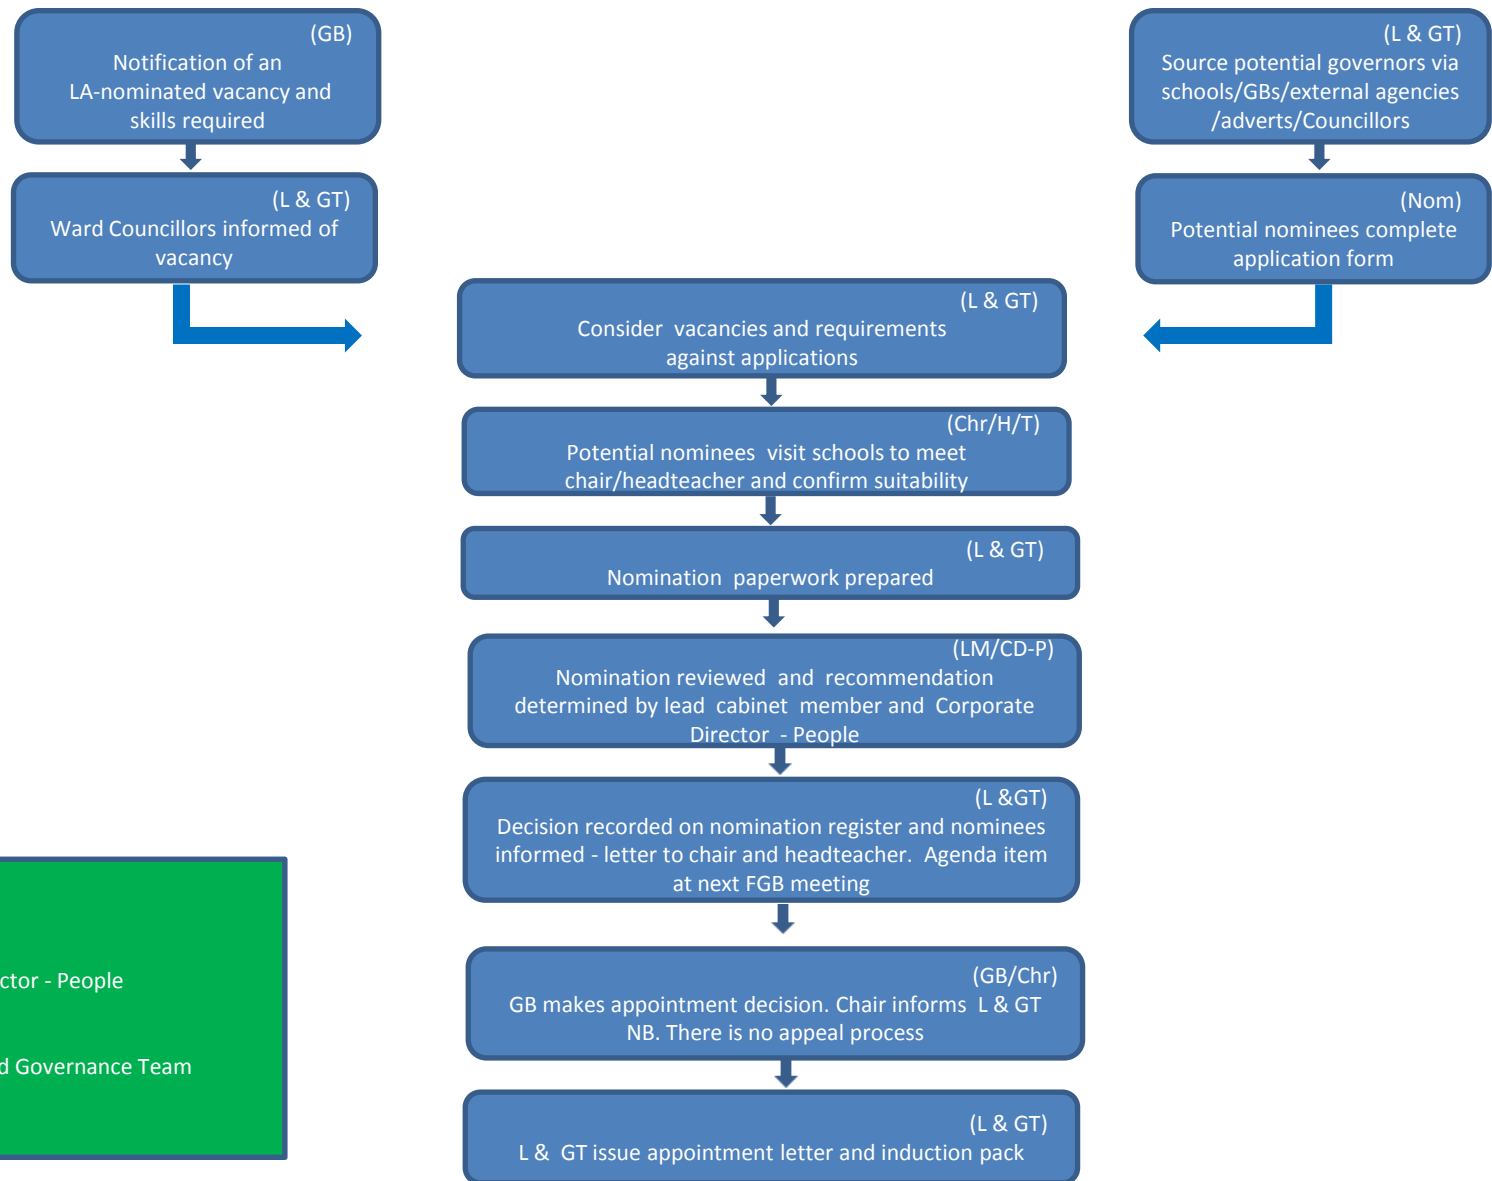 (GB)
Notification of an
LA-nominated vacancy and
skills required
(L & GT)
Ward Councillors informed of
vacancy
(L & GT)
Source potential governors via
schools/GBs/external agencies
/adverts/Councillors
(Nom)
Potential nominees complete
application form
(L & GT)
Consider vacancies and requirements
against applications
(Chr/H/T)
Potential nominees visit schools to meet
chair/headteacher and confirm suitability
(L & GT)
Nomination paperwork prepared
(LM/CD-P)
Nomination reviewed and recommendation
determined by lead cabinet member and Corporate
Director - People
(L &GT)
Decision recorded on nomination register and nominees
informed - letter to chair and headteacher. Agenda item
at next FGB meeting
(GB/Chr)
GB makes appointment decision. Chair informs L & GT
NB. There is no appeal process
(L & GT)
L & GT issue appointment letter and induction pack
ctor - People
d Governance Team